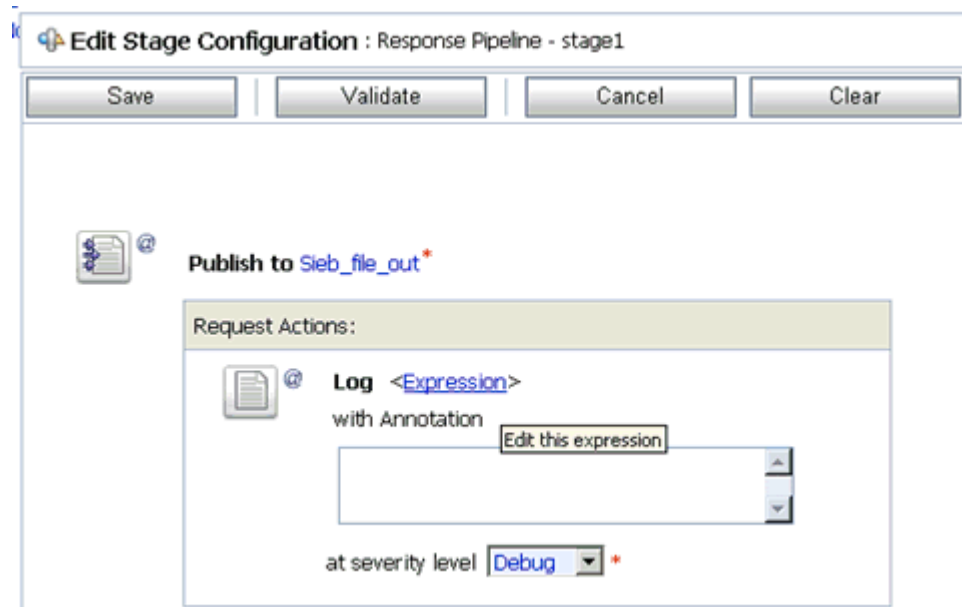 Edit Stage Configuration : Response Pipeline - stage1
Save Validate Cancel Clear
@ Publish to Sieb_file_out*
Request Actions:
@ Log <Expression>
with Annotation
Edit this expression
at severity level Debug *